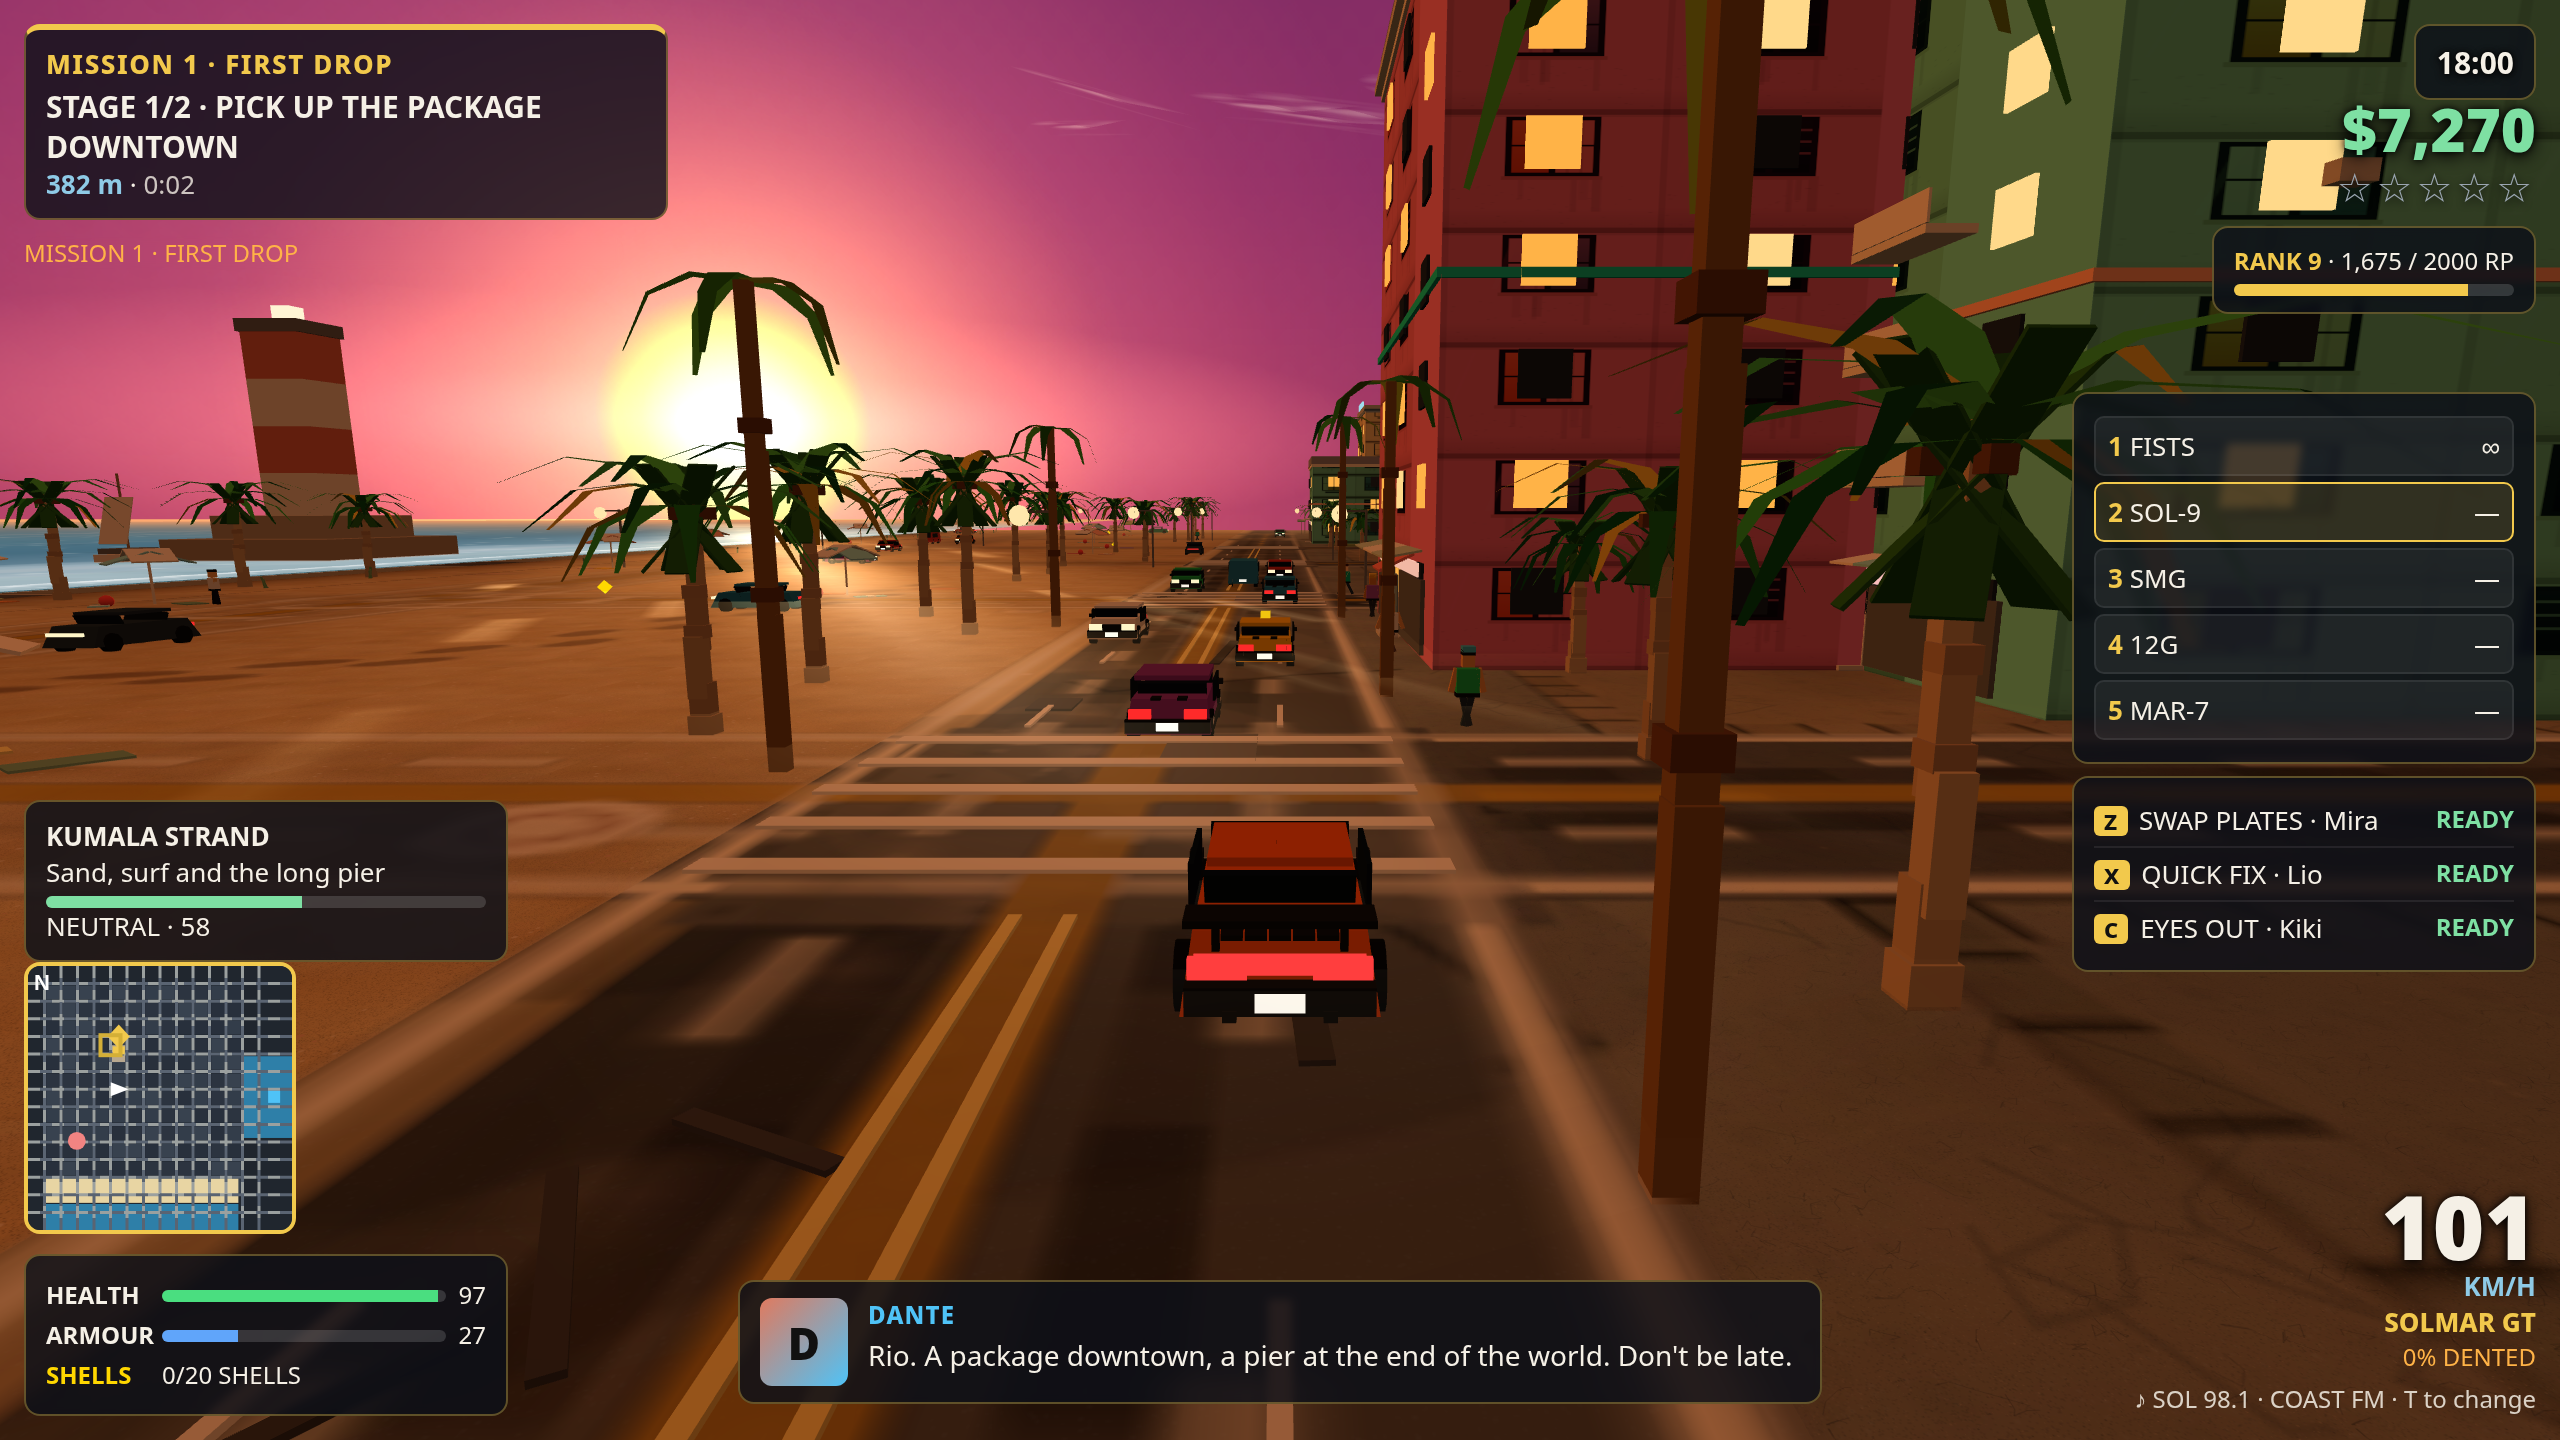 MISSION 1 · FIRST DROP
STAGE 1/2 · PICK UP THE PACKAGE
DOWNTOWN
382 m · 0:02
MISSION 1 · FIRST DROP
18:00
$7,270
☆☆☆☆☆
RANK 9 · 1,675 / 2000 RP
1 FISTS ∞
2 SOL-9 —
3 SMG —
4 12G —
5 MAR-7 —
Z SWAP PLATES · Mira READY
X QUICK FIX · Lio READY
C EYES OUT · Kiki READY
KUMALA STRAND
Sand, surf and the long pier
NEUTRAL · 58
N
HEALTH 97
ARMOUR 27
SHELLS 0/20 SHELLS
D
DANTE
Rio. A package downtown, a pier at the end of the world. Don't be late.
101
KM/H
SOLMAR GT
0% DENTED
♪ SOL 98.1 · COAST FM · T to change